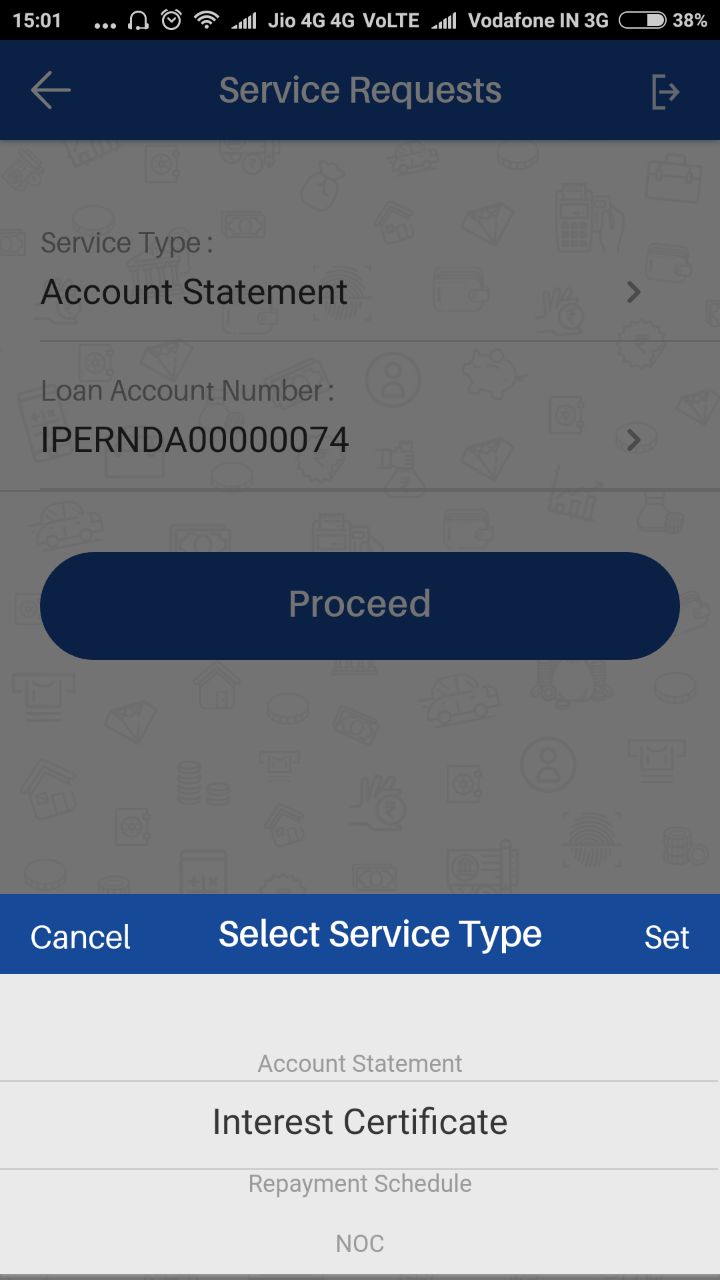 15:01 ... Jio 4G 4G VoLTE Vodafone IN 3G 38%
Service Requests
Service Type :
Account Statement
Loan Account Number :
IPERNDA00000074
Proceed
Cancel Select Service Type Set
Account Statement
Interest Certificate
Repayment Schedule
NOC